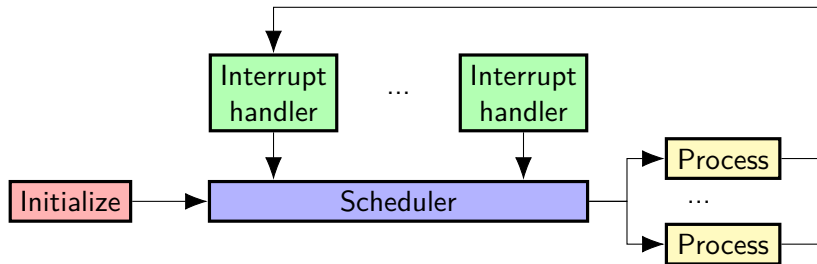 Interrupt
handler
...
Interrupt
handler
Initialize
Scheduler
Process
...
Process